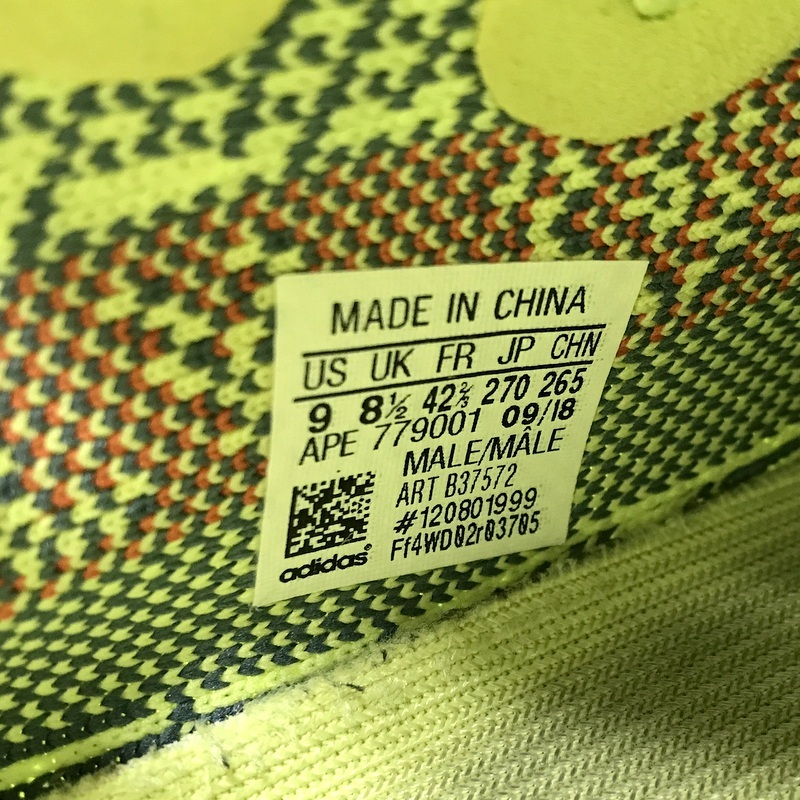 MADE IN CHINA
US UK FR JP CHN
9 8½ 42⅔ 270 265
APE 779001 09/18
MALE/MÂLE
ART B37572
#120801999
Ff4WD02r03705
adidas®